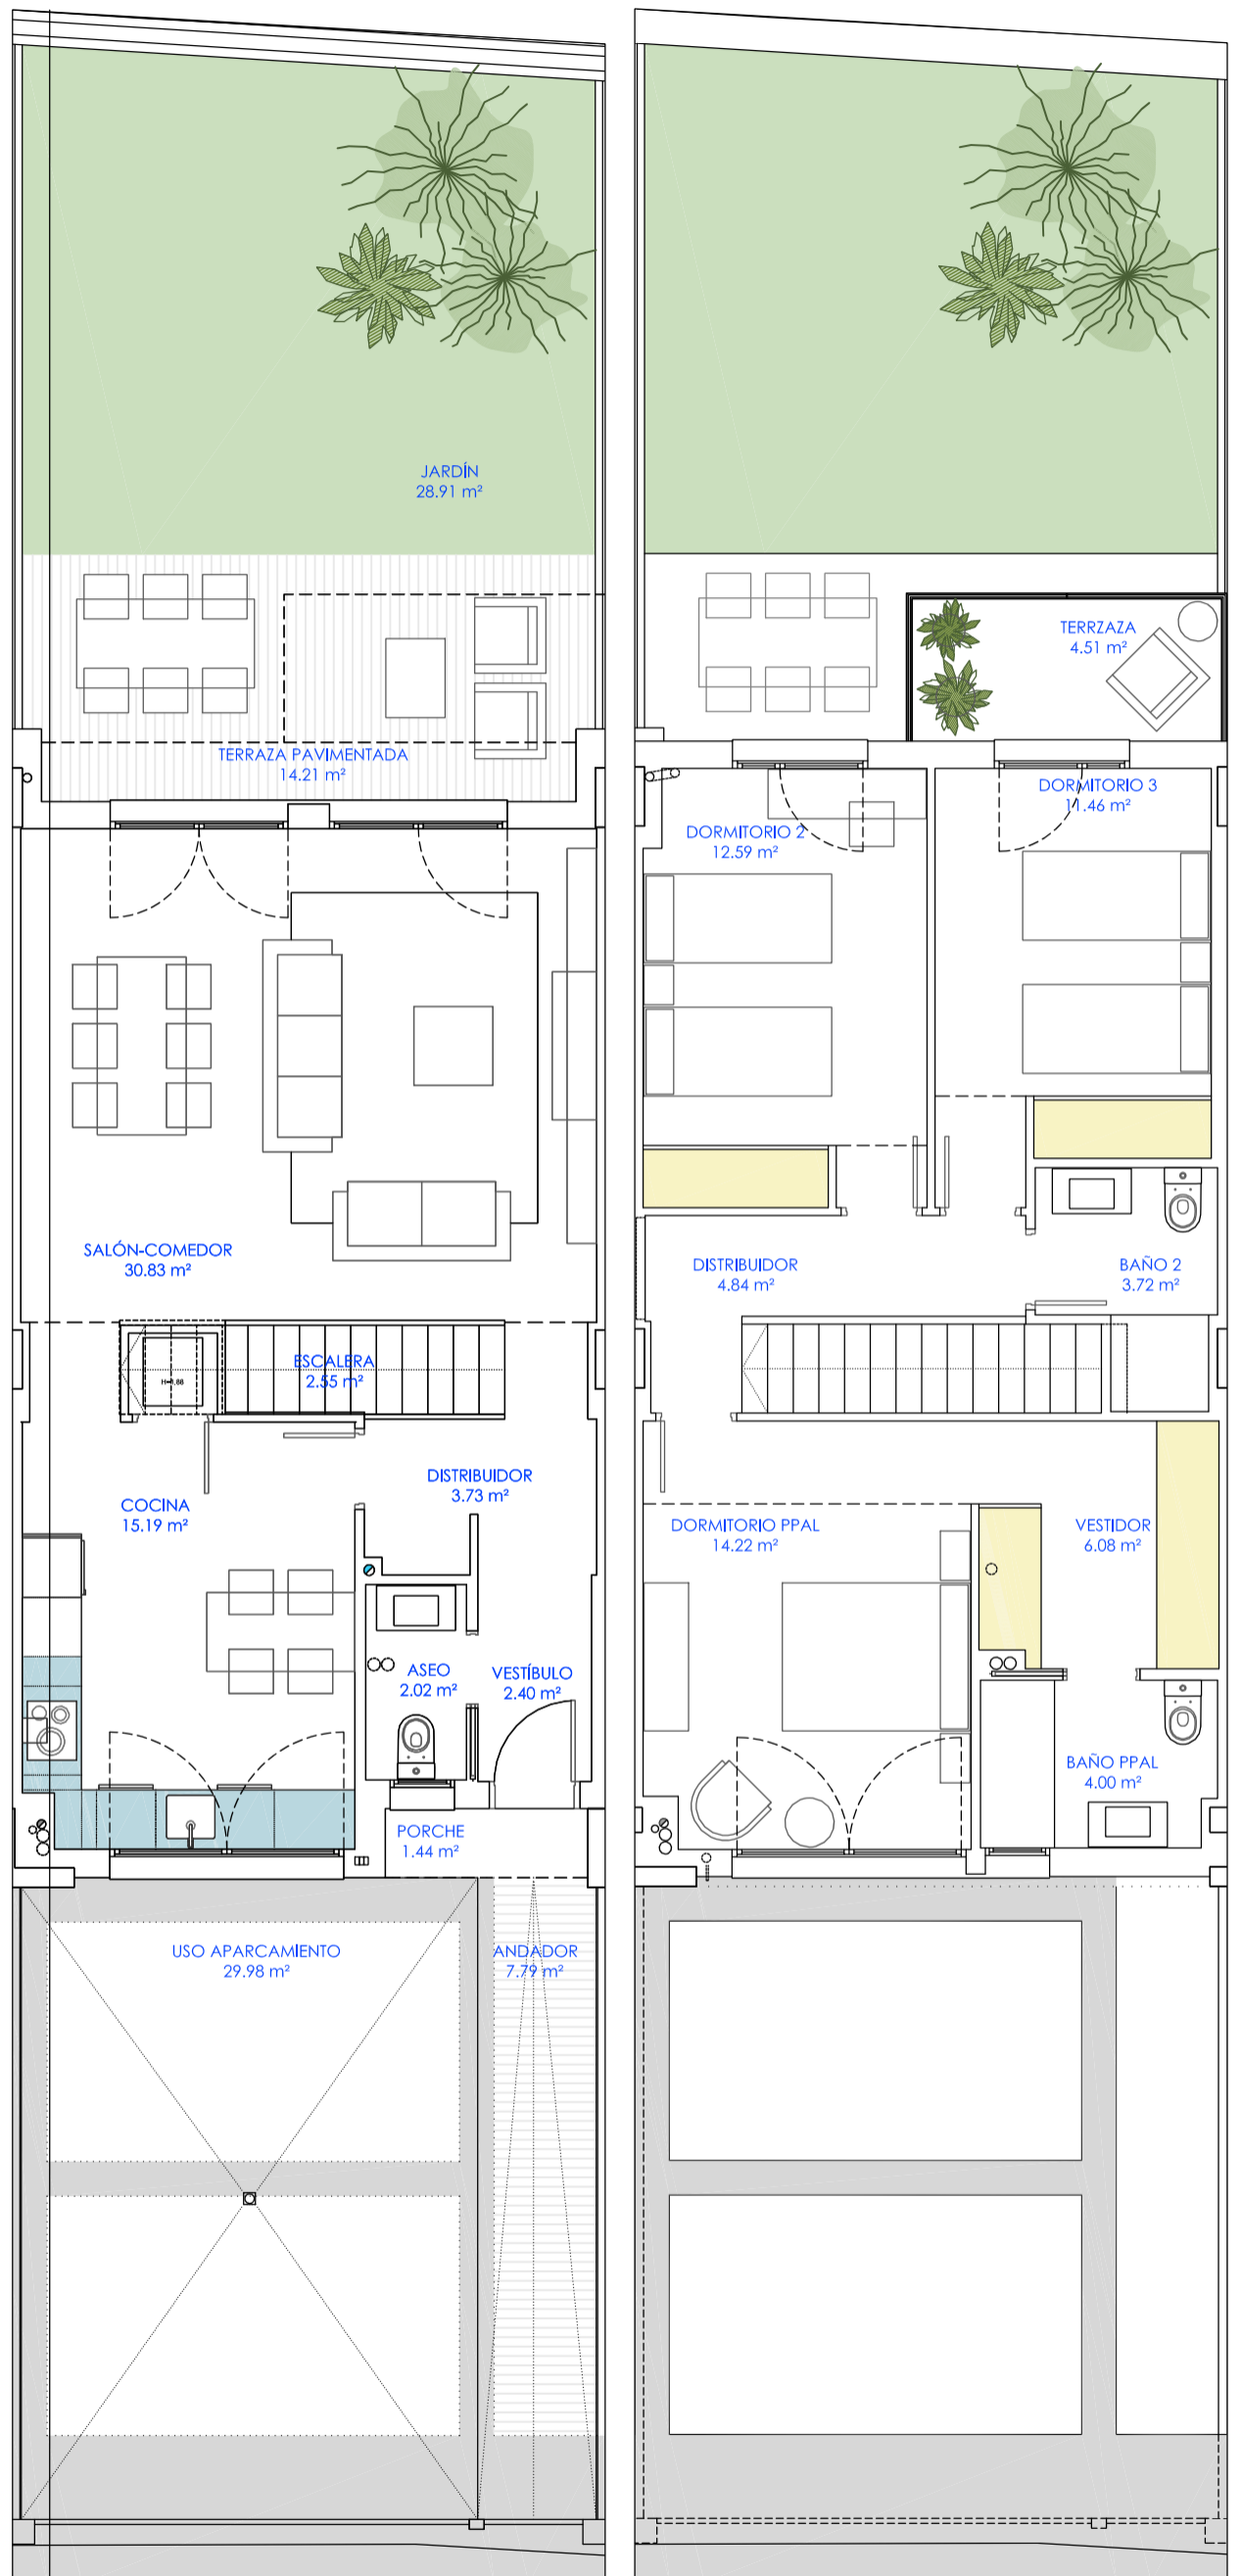 JARDÍN
28.91 m²
TERRAZA PAVIMENTADA
14.21 m²
SALÓN-COMEDOR
30.83 m²
ESCALERA
2.55 m²
H=1.88
DISTRIBUIDOR
3.73 m²
COCINA
15.19 m²
ASEO
2.02 m²
VESTÍBULO
2.40 m²
PORCHE
1.44 m²
USO APARCAMIENTO
29.98 m²
ANDADOR
7.79 m²
TERRZAZA
4.51 m²
DORMITORIO 3
11.46 m²
DORMITORIO 2
12.59 m²
DISTRIBUIDOR
4.84 m²
BAÑO 2
3.72 m²
DORMITORIO PPAL
14.22 m²
VESTIDOR
6.08 m²
BAÑO PPAL
4.00 m²